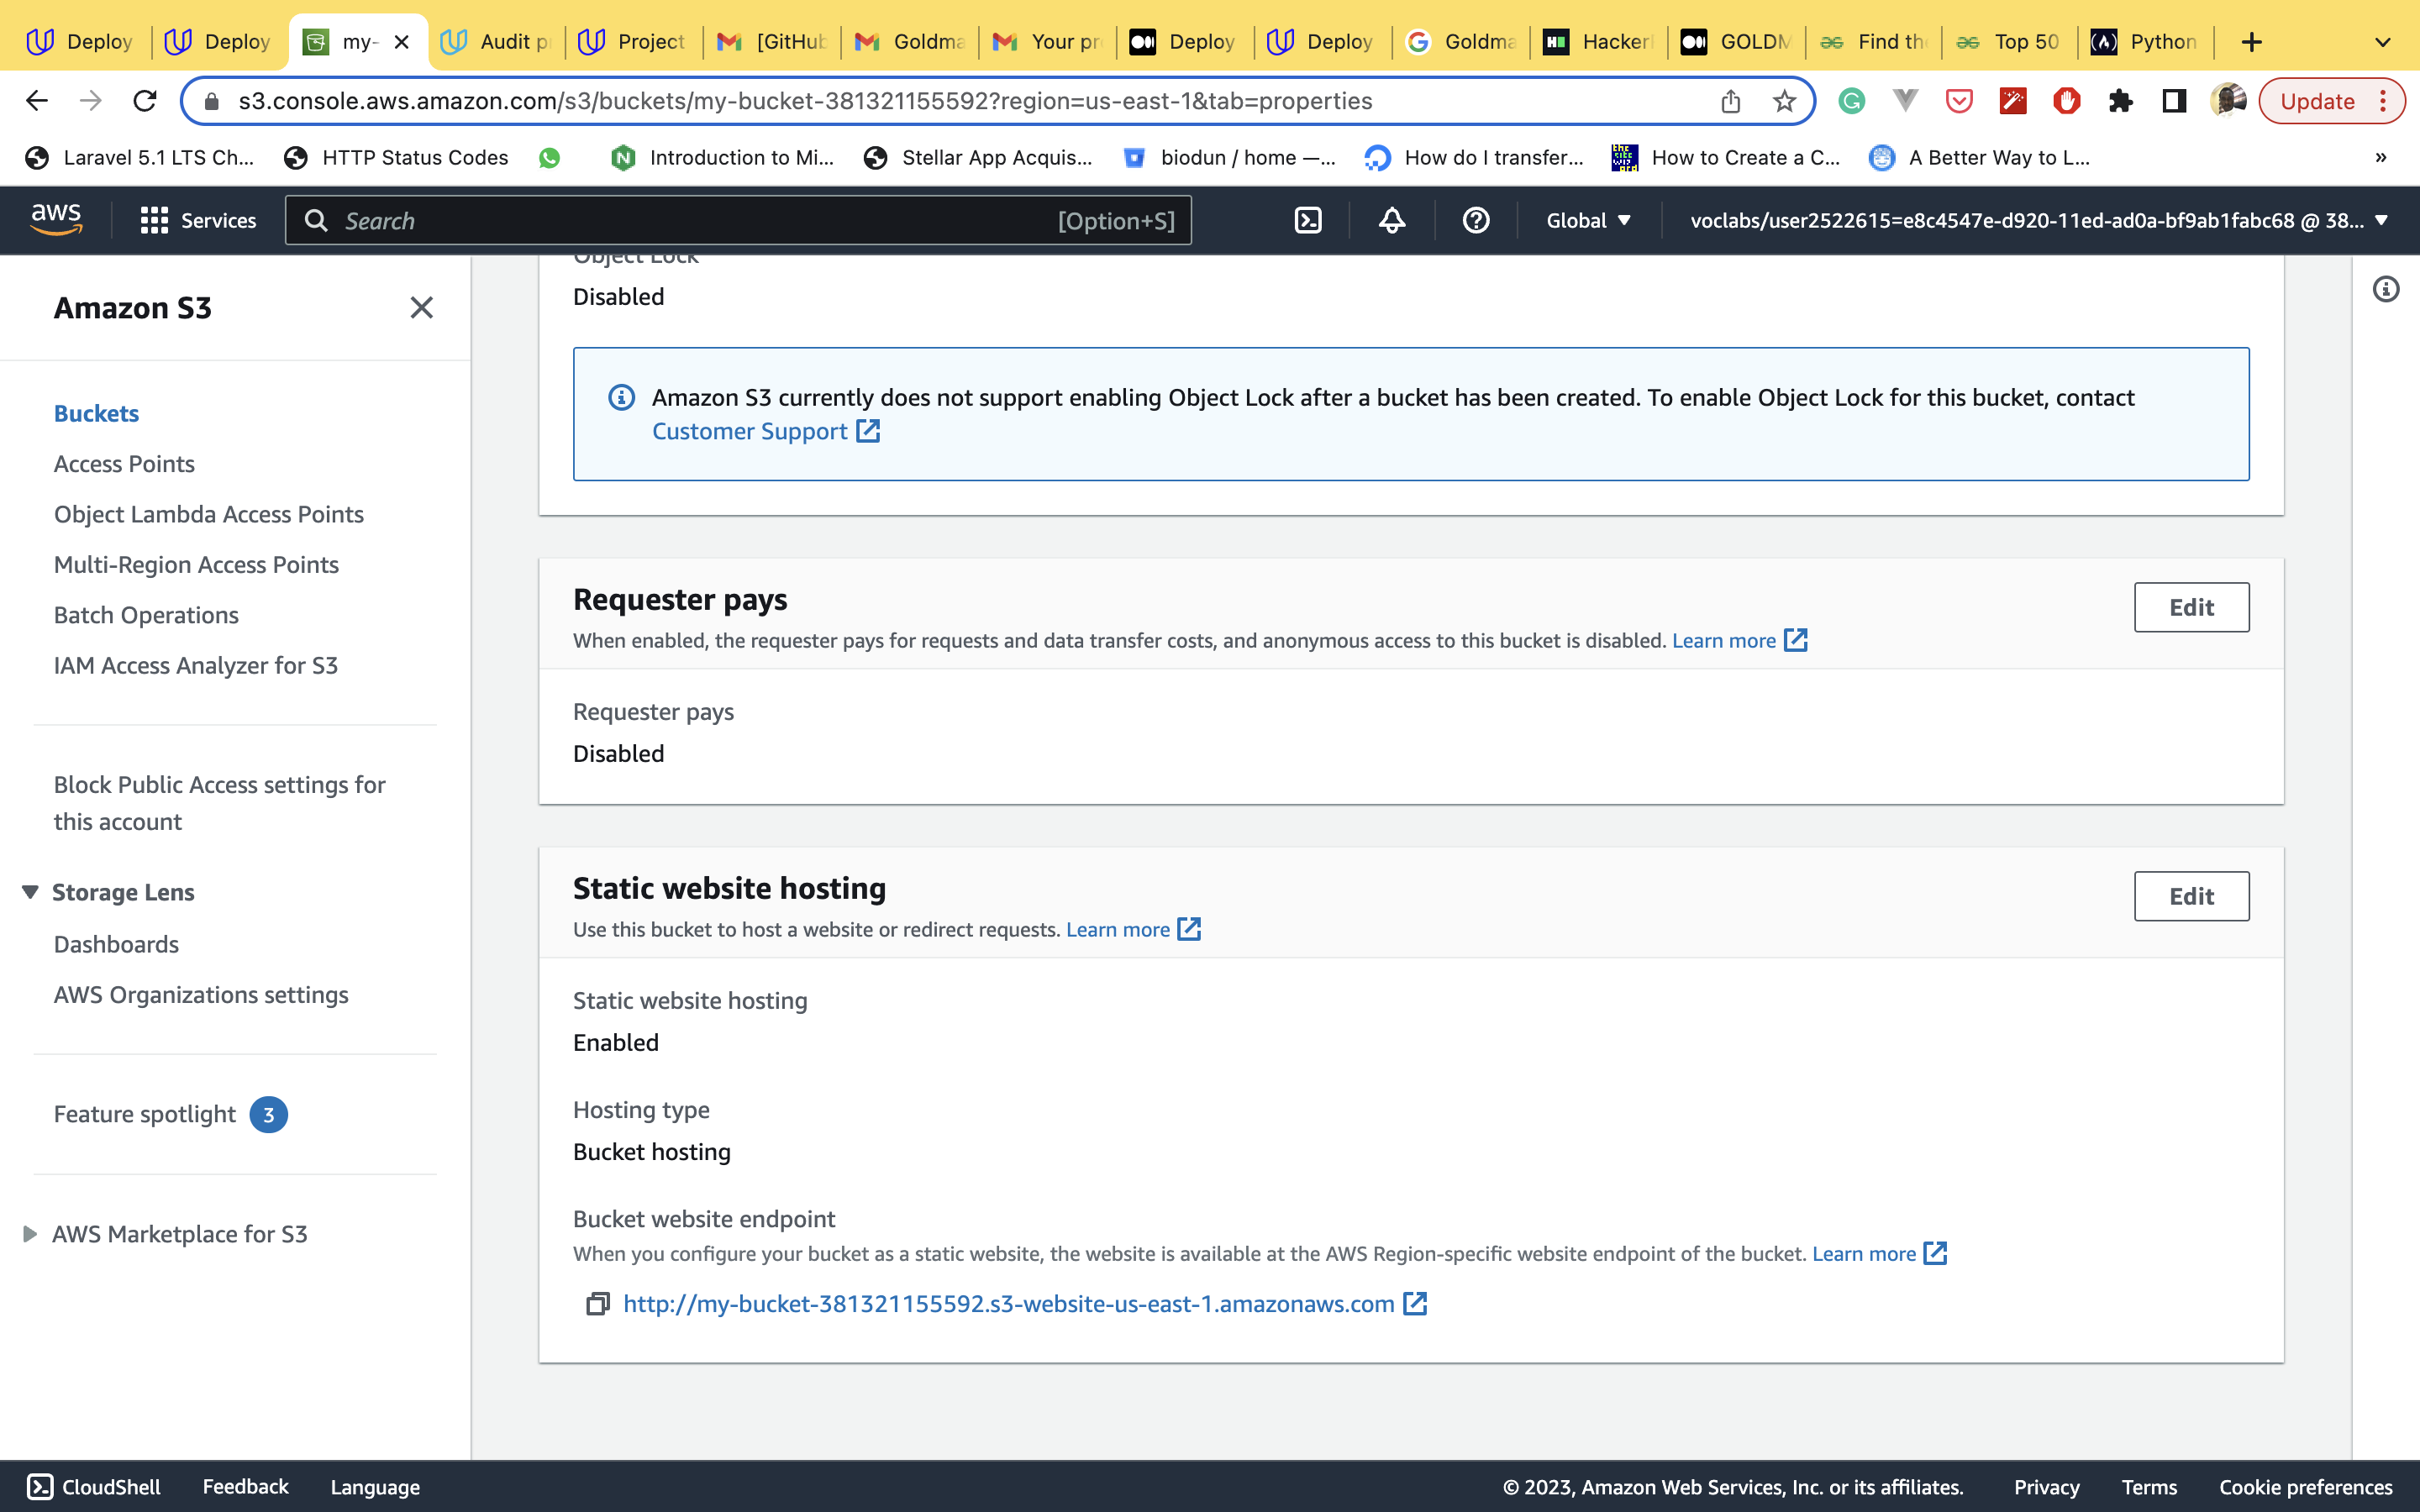 Deploy
Deploy
my-
Audit p
Project
[GitHub
Goldma
Your pr
Deploy
Deploy
Goldma
Hacker
GOLDM
Find th
Top 50
Python
s3.console.aws.amazon.com/s3/buckets/my-bucket-381321155592?region=us-east-1&tab=properties
Update
Laravel 5.1 LTS Ch...
HTTP Status Codes
Introduction to Mi...
Stellar App Acquis...
biodun / home —...
How do I transfer...
How to Create a C...
A Better Way to L...
»
aws
Services
Search
[Option+S]
Global
voclabs/user2522615=e8c4547e-d920-11ed-ad0a-bf9ab1fabc68 @ 38...
Amazon S3
Buckets
Access Points
Object Lambda Access Points
Multi-Region Access Points
Batch Operations
IAM Access Analyzer for S3
Block Public Access settings for
this account
Storage Lens
Dashboards
AWS Organizations settings
Feature spotlight 3
AWS Marketplace for S3
Object Lock
Disabled
Amazon S3 currently does not support enabling Object Lock after a bucket has been created. To enable Object Lock for this bucket, contact
Customer Support
Requester pays
Edit
When enabled, the requester pays for requests and data transfer costs, and anonymous access to this bucket is disabled. Learn more
Requester pays
Disabled
Static website hosting
Edit
Use this bucket to host a website or redirect requests. Learn more
Static website hosting
Enabled
Hosting type
Bucket hosting
Bucket website endpoint
When you configure your bucket as a static website, the website is available at the AWS Region-specific website endpoint of the bucket. Learn more
http://my-bucket-381321155592.s3-website-us-east-1.amazonaws.com
CloudShell
Feedback
Language
© 2023, Amazon Web Services, Inc. or its affiliates.
Privacy
Terms
Cookie preferences